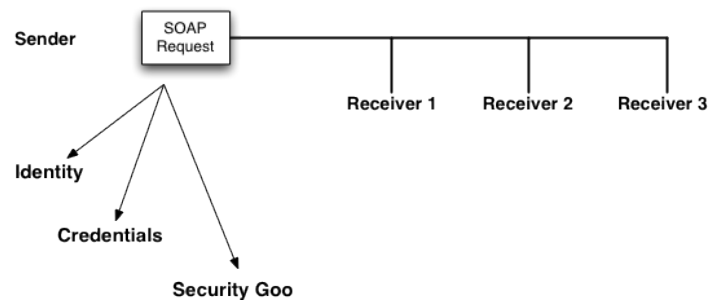 Sender
SOAP
Request
Receiver 1
Receiver 2
Receiver 3
Identity
Credentials
Security Goo